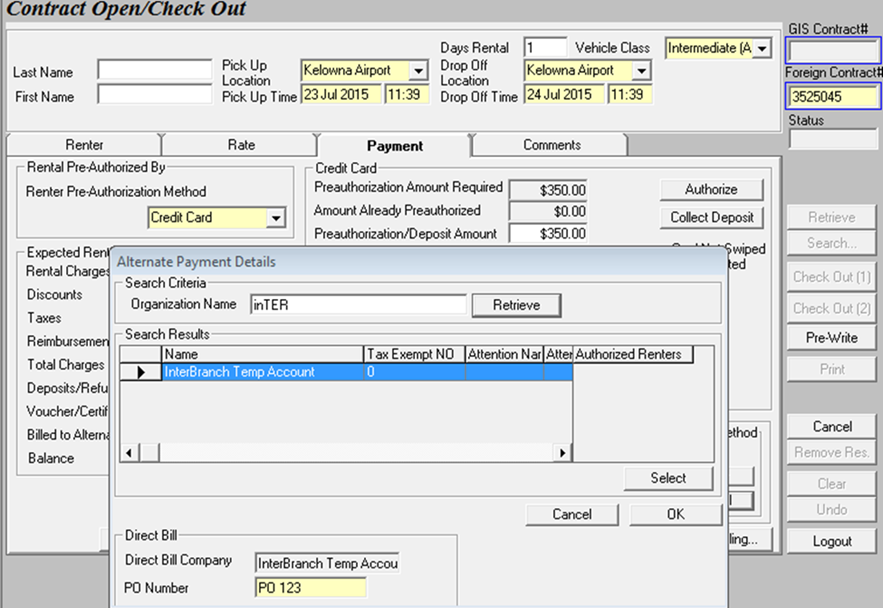 Contract Open/Check Out
GIS Contract#
Foreign Contract#
3525045
Status
Last Name
First Name
Pick Up Location
Kelowna Airport
Pick Up Time
23 Jul 2015
11:39
Days Rental
1
Vehicle Class
Intermediate (A
Drop Off Location
Kelowna Airport
Drop Off Time
24 Jul 2015
11:39
Renter
Rate
Payment
Comments
Rental Pre-Authorized By
Renter Pre-Authorization Method
Credit Card
Credit Card
Preauthorization Amount Required
$350.00
Amount Already Preauthorized
$0.00
Preauthorization/Deposit Amount
$350.00
Authorize
Collect Deposit
Expected Rent
Rental Charges
Discounts
Taxes
Reimbursemen
Total Charges
Deposits/Refu
Voucher/Certif
Billed to Alterna
Balance
Alternate Payment Details
Search Criteria
Organization Name
inTER
Retrieve
Search Results
Name
Tax Exempt NO
Attention Nar
Atter
Authorized Renters
InterBranch Temp Account
0
Select
Cancel
OK
Direct Bill
Direct Bill Company
InterBranch Temp Accou
PO Number
PO 123
ethod
ling...
Retrieve
Search...
Check Out (1)
Check Out (2)
Pre-Write
Print
Cancel
Remove Res.
Clear
Undo
Logout